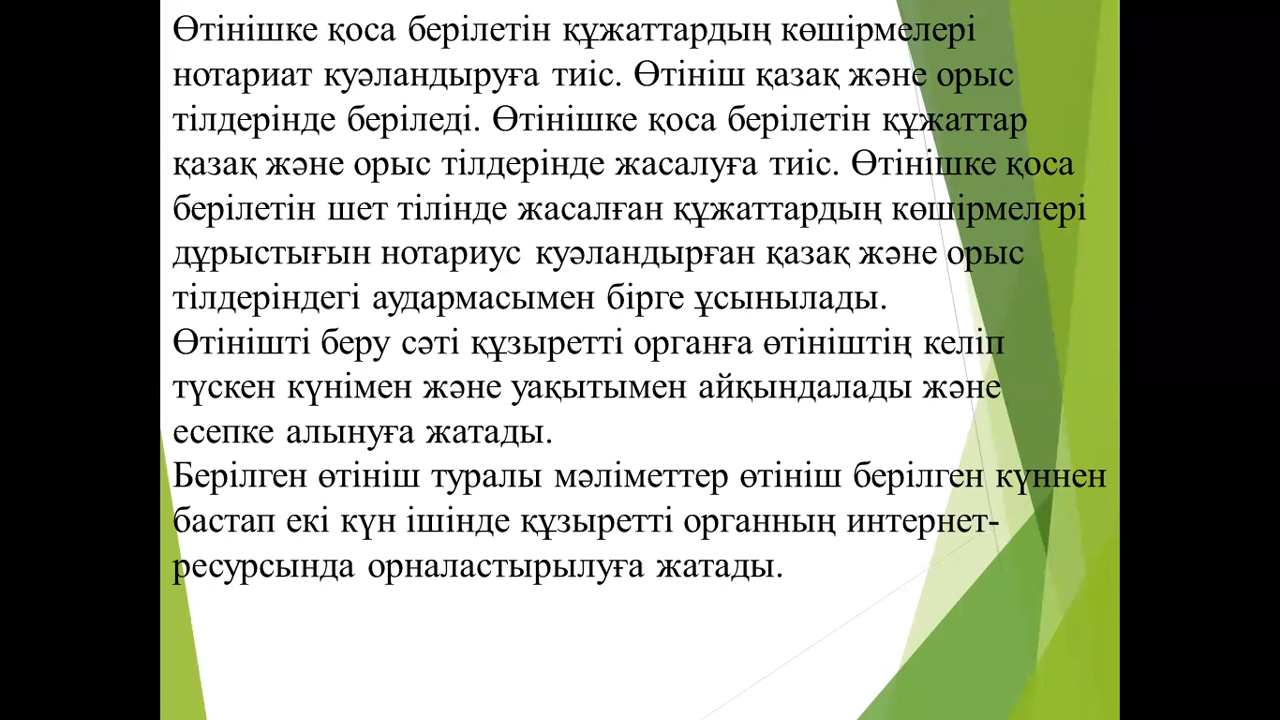 Өтінішке қоса берілетін құжаттардың көшірмелері
нотариат куәландыруға тиіс. Өтініш қазақ және орыс
тілдерінде беріледі. Өтінішке қоса берілетін құжаттар
қазақ және орыс тілдерінде жасалуға тиіс. Өтінішке қоса
берілетін шет тілінде жасалған құжаттардың көшірмелері
дұрыстығын нотариус куәландырған қазақ және орыс
тілдеріндегі аудармасымен бірге ұсынылады.
Өтінішті беру сәті құзыретті органға өтініштің келіп
түскен күнімен және уақытымен айқындалады және
есепке алынуға жатады.
Берілген өтініш туралы мәліметтер өтініш берілген күннен
бастап екі күн ішінде құзыретті органның интернет-
ресурсында орналастырылуға жатады.